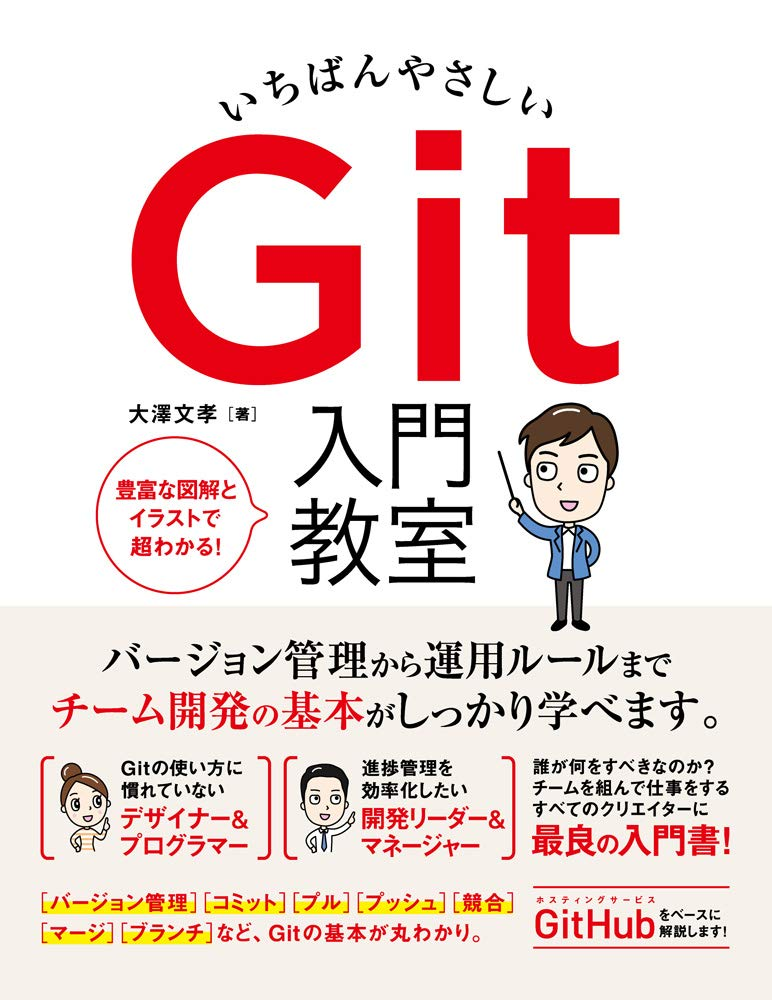 いちばんやさしい
Git
大澤文孝 [著]
入門
教室
豊富な図解と
イラストで
超わかる!
バージョン管理から運用ルールまで
チーム開発の基本がしっかり学べます。
Gitの使い方に
慣れていない
デザイナー&
プログラマー
進捗管理を
効率化したい
開発リーダー&
マネージャー
誰が何をすべきなのか?
チームを組んで仕事をする
すべてのクリエイターに
最良の入門書!
[バージョン管理][コミット][プル][プッシュ][競合]
[マージ][ブランチ]など、Gitの基本が丸わかり。
ホスティングサービス
GitHubをベースに
解説します!